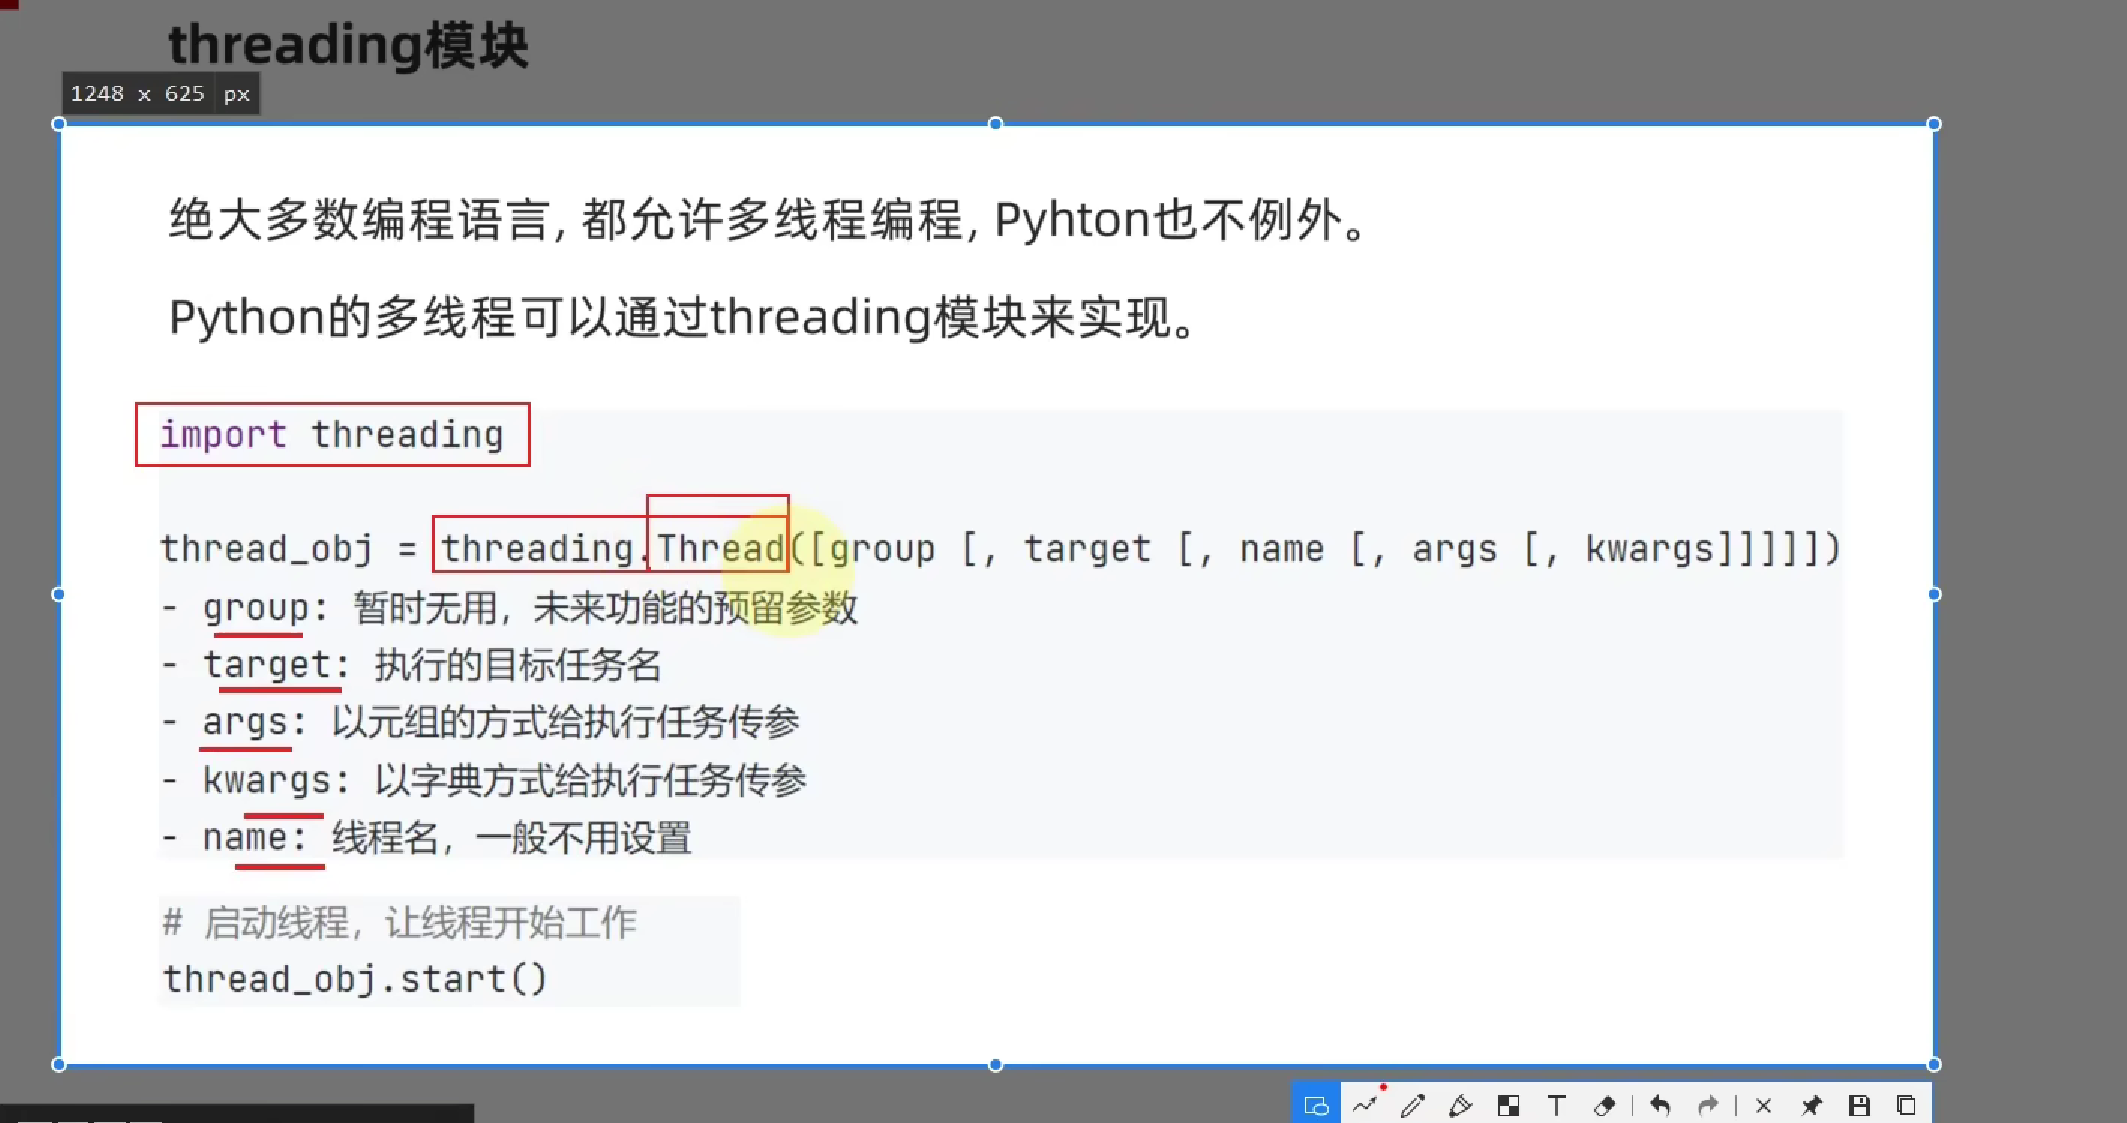 threading模块
1248 x 625 px
绝大多数编程语言, 都允许多线程编程, Pyhton也不例外。
Python的多线程可以通过threading模块来实现。
import threading
thread_obj = threading.Thread([group [, target [, name [, args [, kwargs]]]]])
- group: 暂时无用，未来功能的预留参数
- target: 执行的目标任务名
- args: 以元组的方式给执行任务传参
- kwargs: 以字典方式给执行任务传参
- name: 线程名，一般不用设置
# 启动线程，让线程开始工作
thread_obj.start()